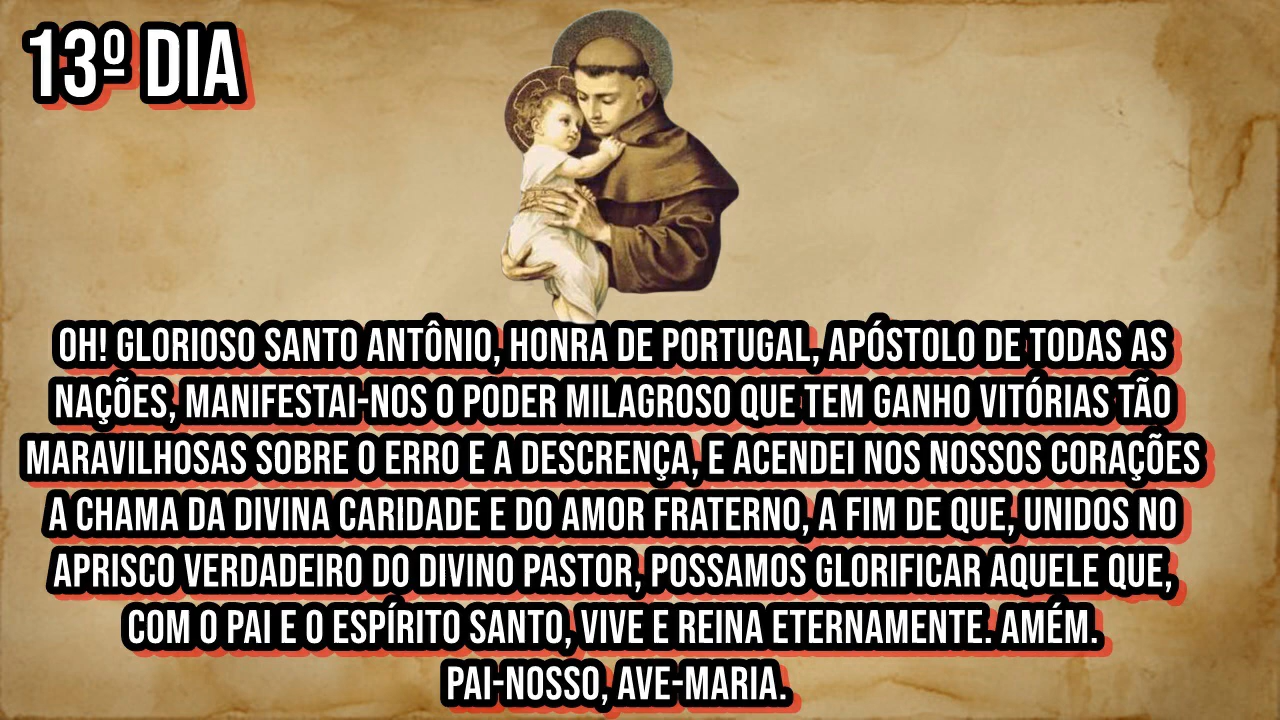 13º DIA
OH! GLORIOSO SANTO ANTÔNIO, HONRA DE PORTUGAL, APÓSTOLO DE TODAS AS
NAÇÕES, MANIFESTAI-NOS O PODER MILAGROSO QUE TEM GANHO VITÓRIAS TÃO
MARAVILHOSAS SOBRE O ERRO E A DESCRENÇA, E ACENDEI NOS NOSSOS CORAÇÕES
A CHAMA DA DIVINA CARIDADE E DO AMOR FRATERNO, A FIM DE QUE, UNIDOS NO
APRISCO VERDADEIRO DO DIVINO PASTOR, POSSAMOS GLORIFICAR AQUELE QUE,
COM O PAI E O ESPÍRITO SANTO, VIVE E REINA ETERNAMENTE. AMÉM.
PAI-NOSSO, AVE-MARIA.